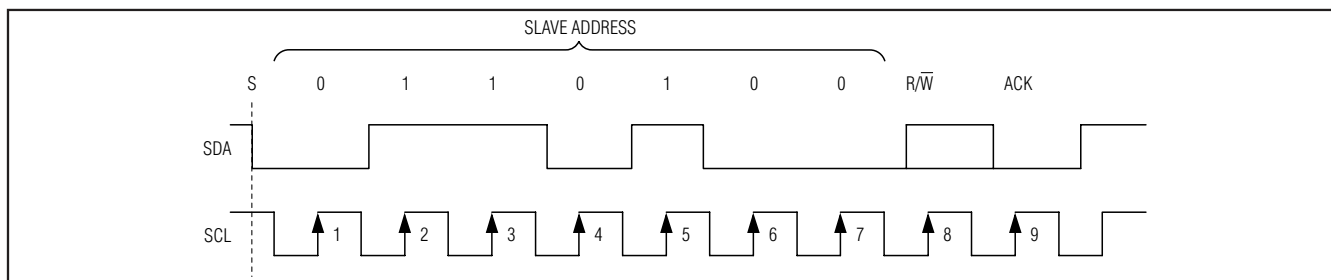 SLAVE ADDRESS
S 0 1 1 0 1 0 0 R/W̅ ACK
SDA
SCL 1 2 3 4 5 6 7 8 9